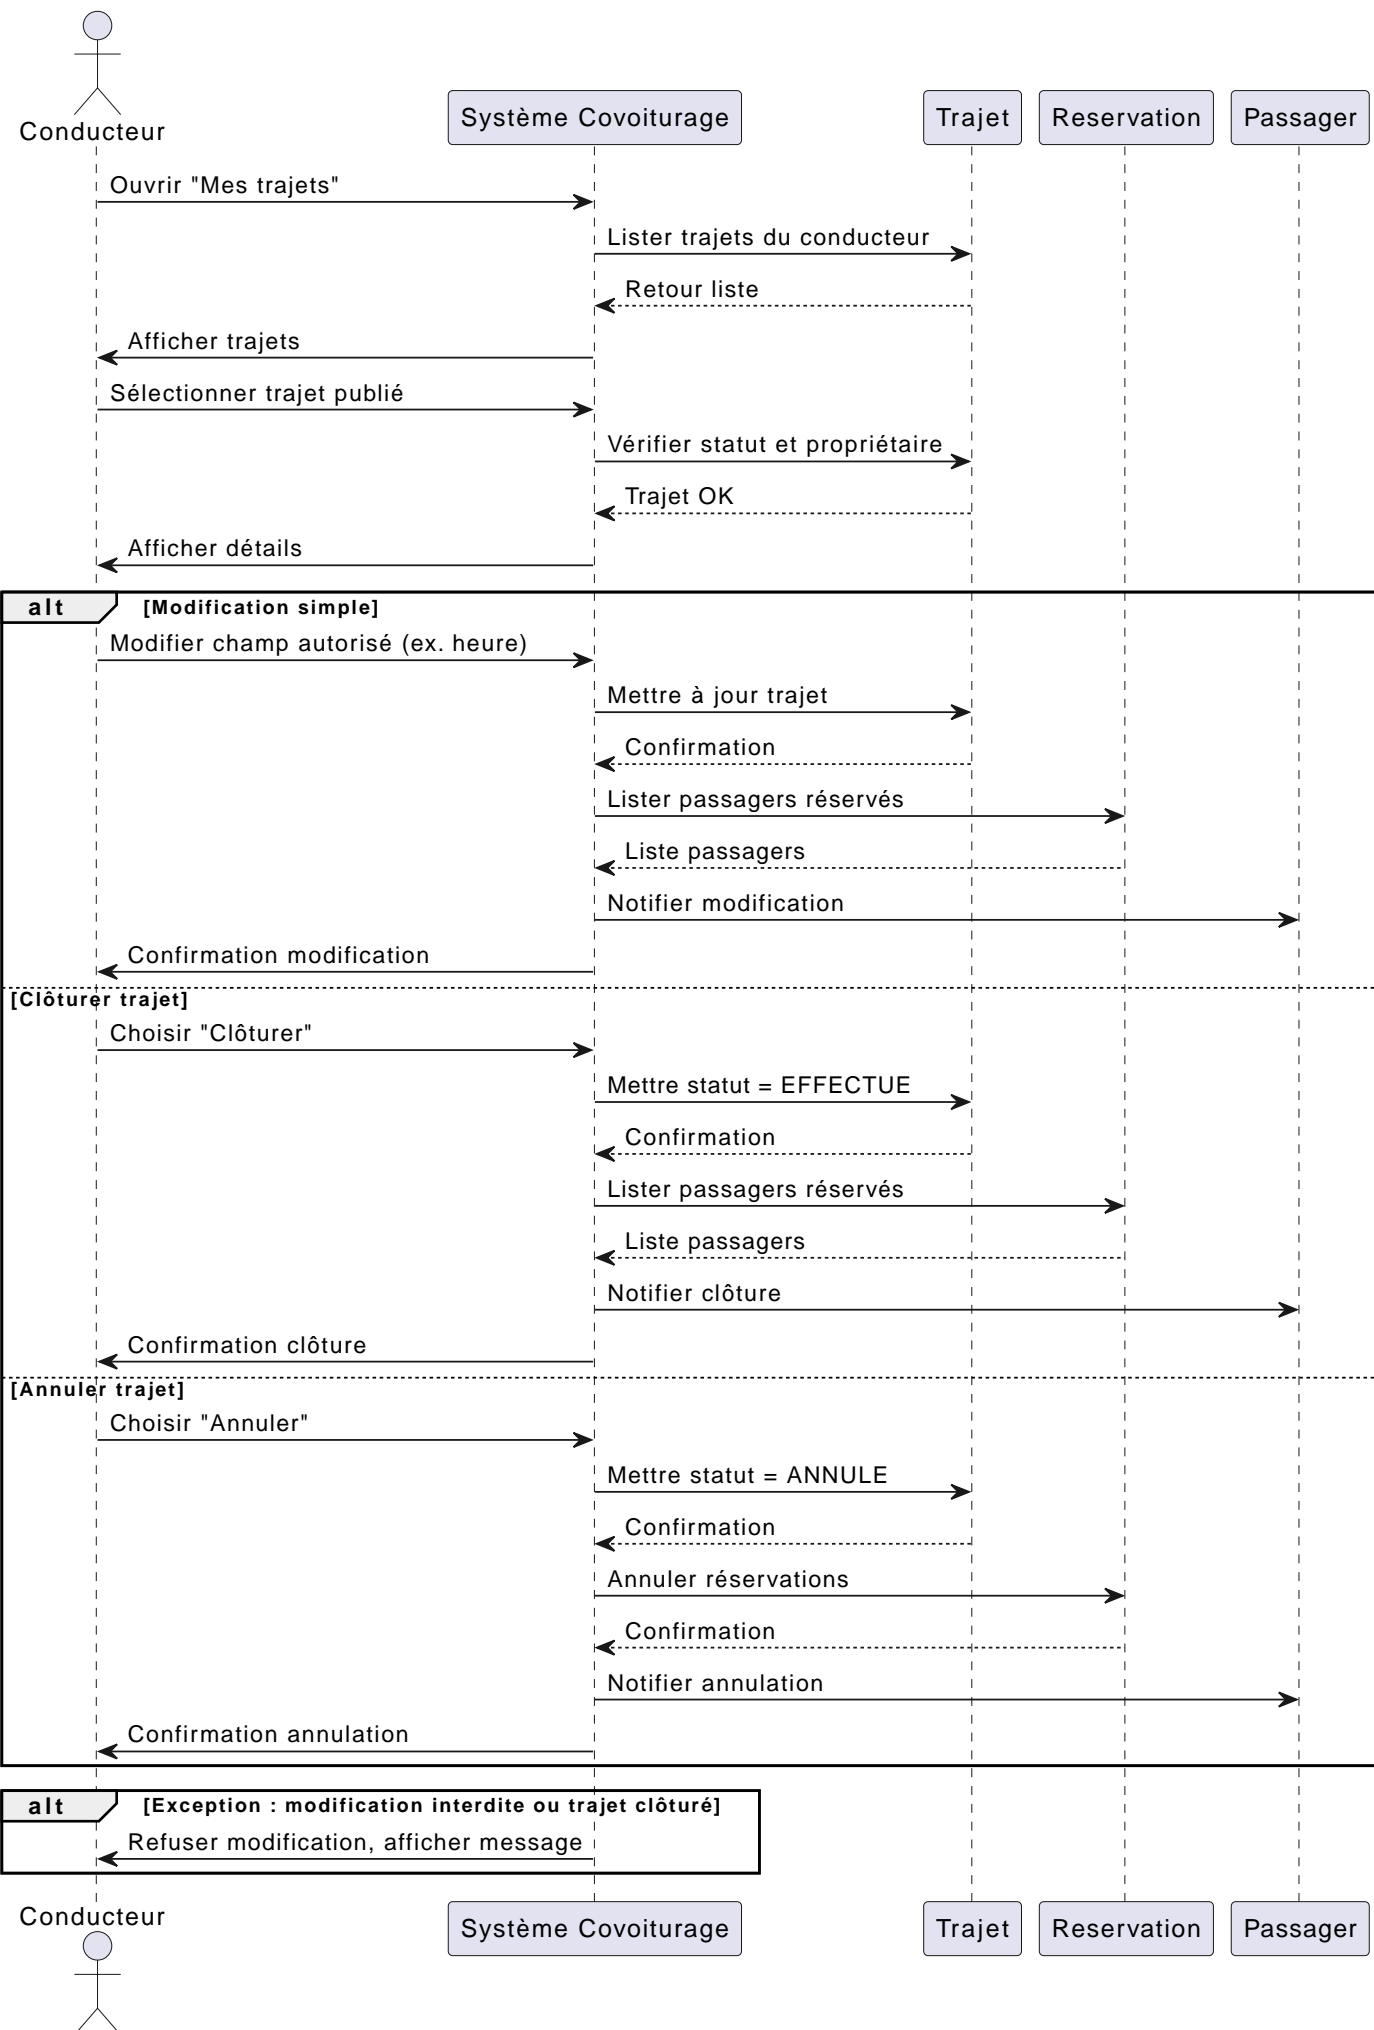 Conducteur
Système Covoiturage
Trajet
Reservation
Passager
Ouvrir "Mes trajets"
Lister trajets du conducteur
Retour liste
Afficher trajets
Sélectionner trajet publié
Vérifier statut et propriétaire
Trajet OK
Afficher détails
alt [Modification simple]
Modifier champ autorisé (ex. heure)
Mettre à jour trajet
Confirmation
Lister passagers réservés
Liste passagers
Notifier modification
Confirmation modification
[Clôturer trajet]
Choisir "Clôturer"
Mettre statut = EFFECTUE
Confirmation
Lister passagers réservés
Liste passagers
Notifier clôture
Confirmation clôture
[Annuler trajet]
Choisir "Annuler"
Mettre statut = ANNULE
Confirmation
Annuler réservations
Confirmation
Notifier annulation
Confirmation annulation
alt [Exception : modification interdite ou trajet clôturé]
Refuser modification, afficher message
Conducteur
Système Covoiturage
Trajet
Reservation
Passager